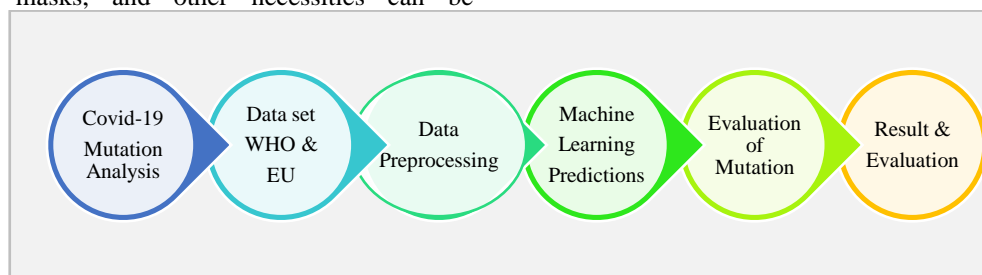 masks, and other necessities can be
Covid-19
Mutation
Analysis
Data set
WHO &
EU
Data
Preprocessing
Machine
Learning
Predictions
Evaluation
of
Mutation
Result &
Evaluation